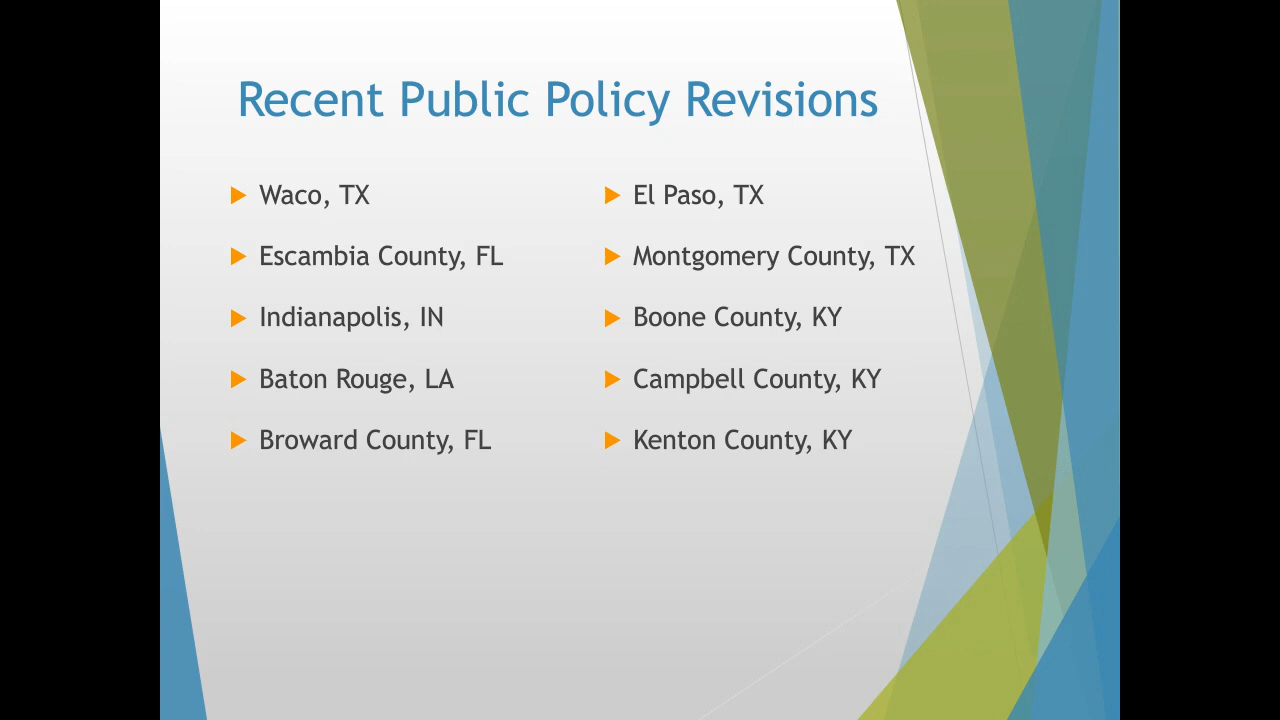 Recent Public Policy Revisions
Waco, TX
Escambia County, FL
Indianapolis, IN
Baton Rouge, LA
Broward County, FL
El Paso, TX
Montgomery County, TX
Boone County, KY
Campbell County, KY
Kenton County, KY